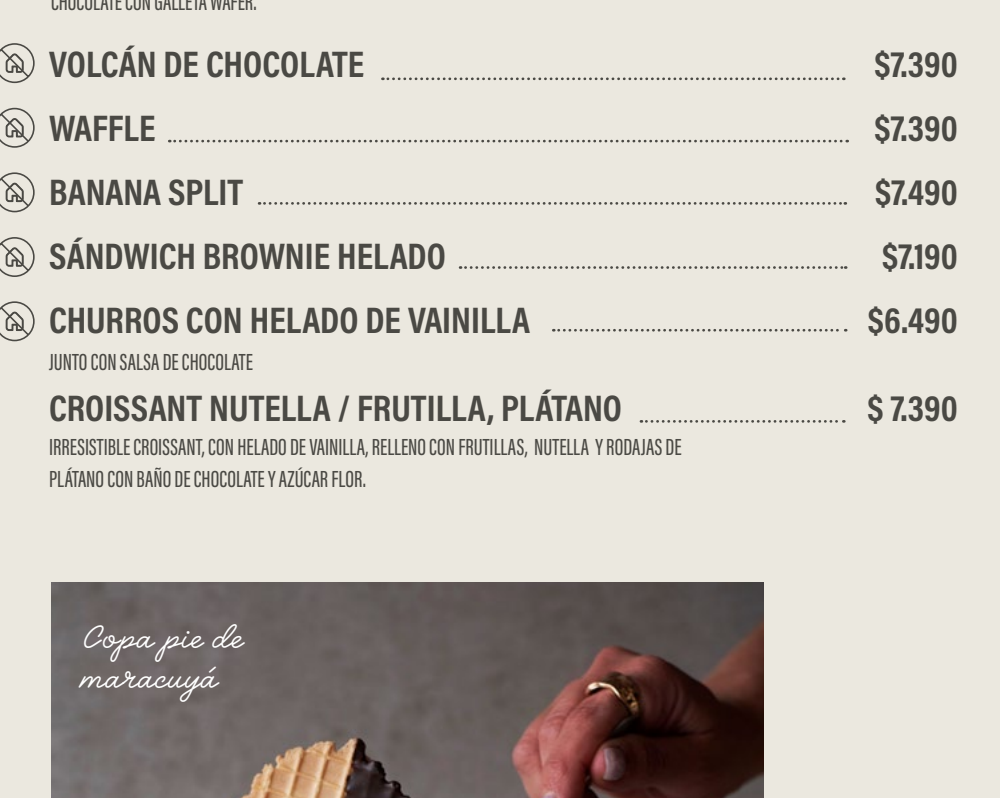 CHOCOLATE CON GALLETA WAFER.
VOLCÁN DE CHOCOLATE $7.390
WAFFLE $7.390
BANANA SPLIT $7.490
SÁNDWICH BROWNIE HELADO $7.190
CHURROS CON HELADO DE VAINILLA $6.490
JUNTO CON SALSA DE CHOCOLATE
CROISSANT NUTELLA / FRUTILLA, PLÁTANO $ 7.390
IRRESISTIBLE CROISSANT, CON HELADO DE VAINILLA, RELLENO CON FRUTILLAS, NUTELLA Y RODAJAS DE
PLÁTANO CON BAÑO DE CHOCOLATE Y AZÚCAR FLOR.
Copa pie de
maracuyá